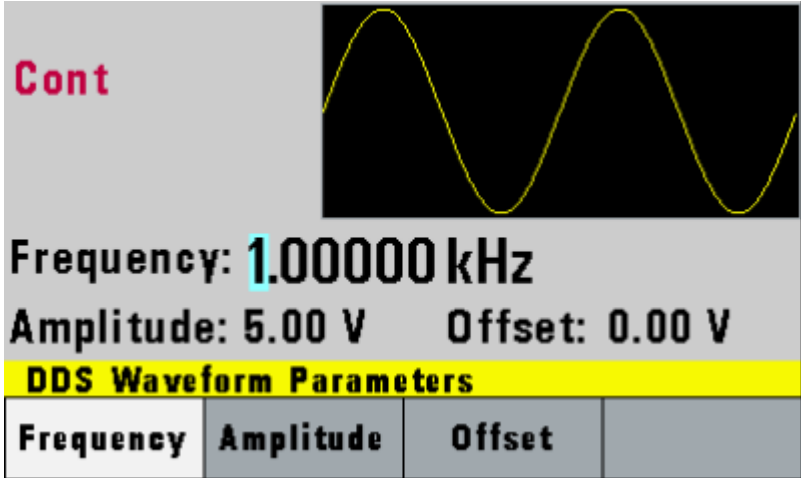 Cont
Frequency: 1.00000 kHz
Amplitude: 5.00 V Offset: 0.00 V
DDS Waveform Parameters
Frequency Amplitude Offset